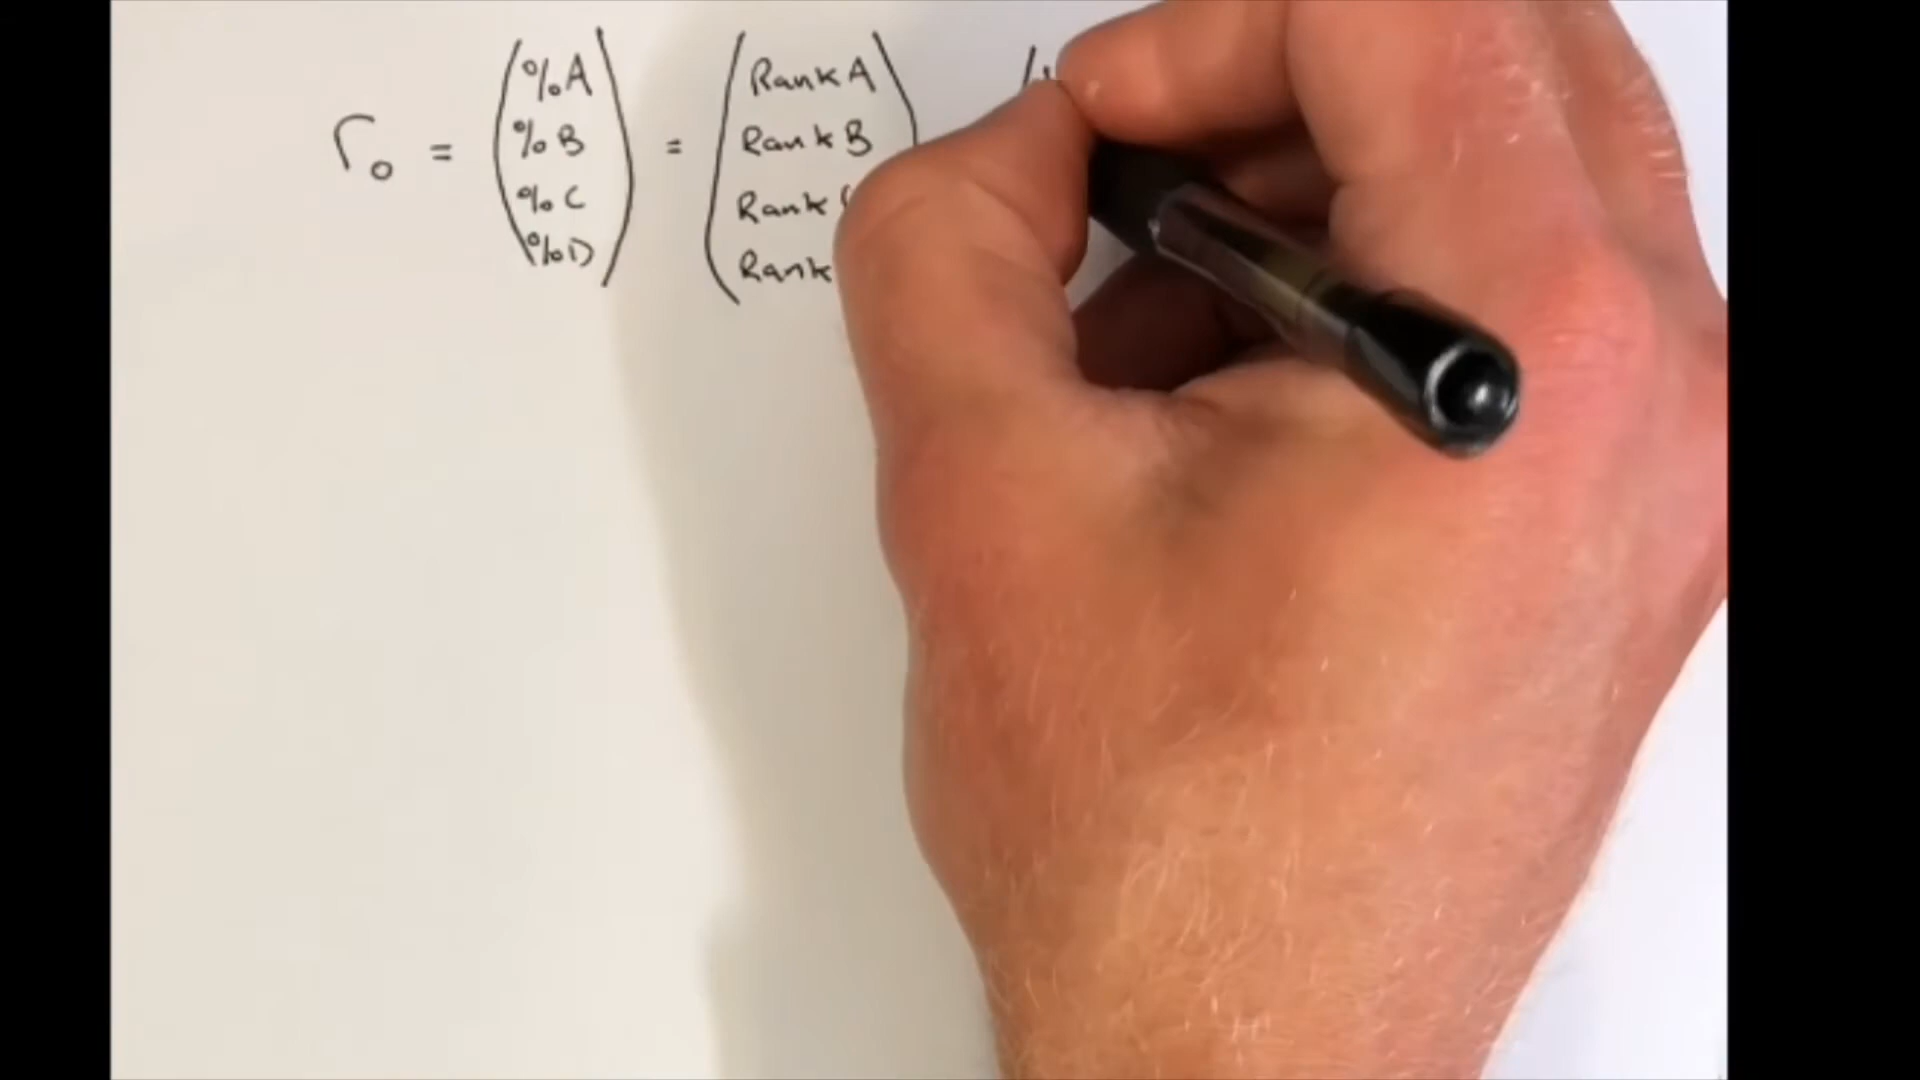 r₀ = (%A %B %C %D) = (Rank A Rank B Rank Rank